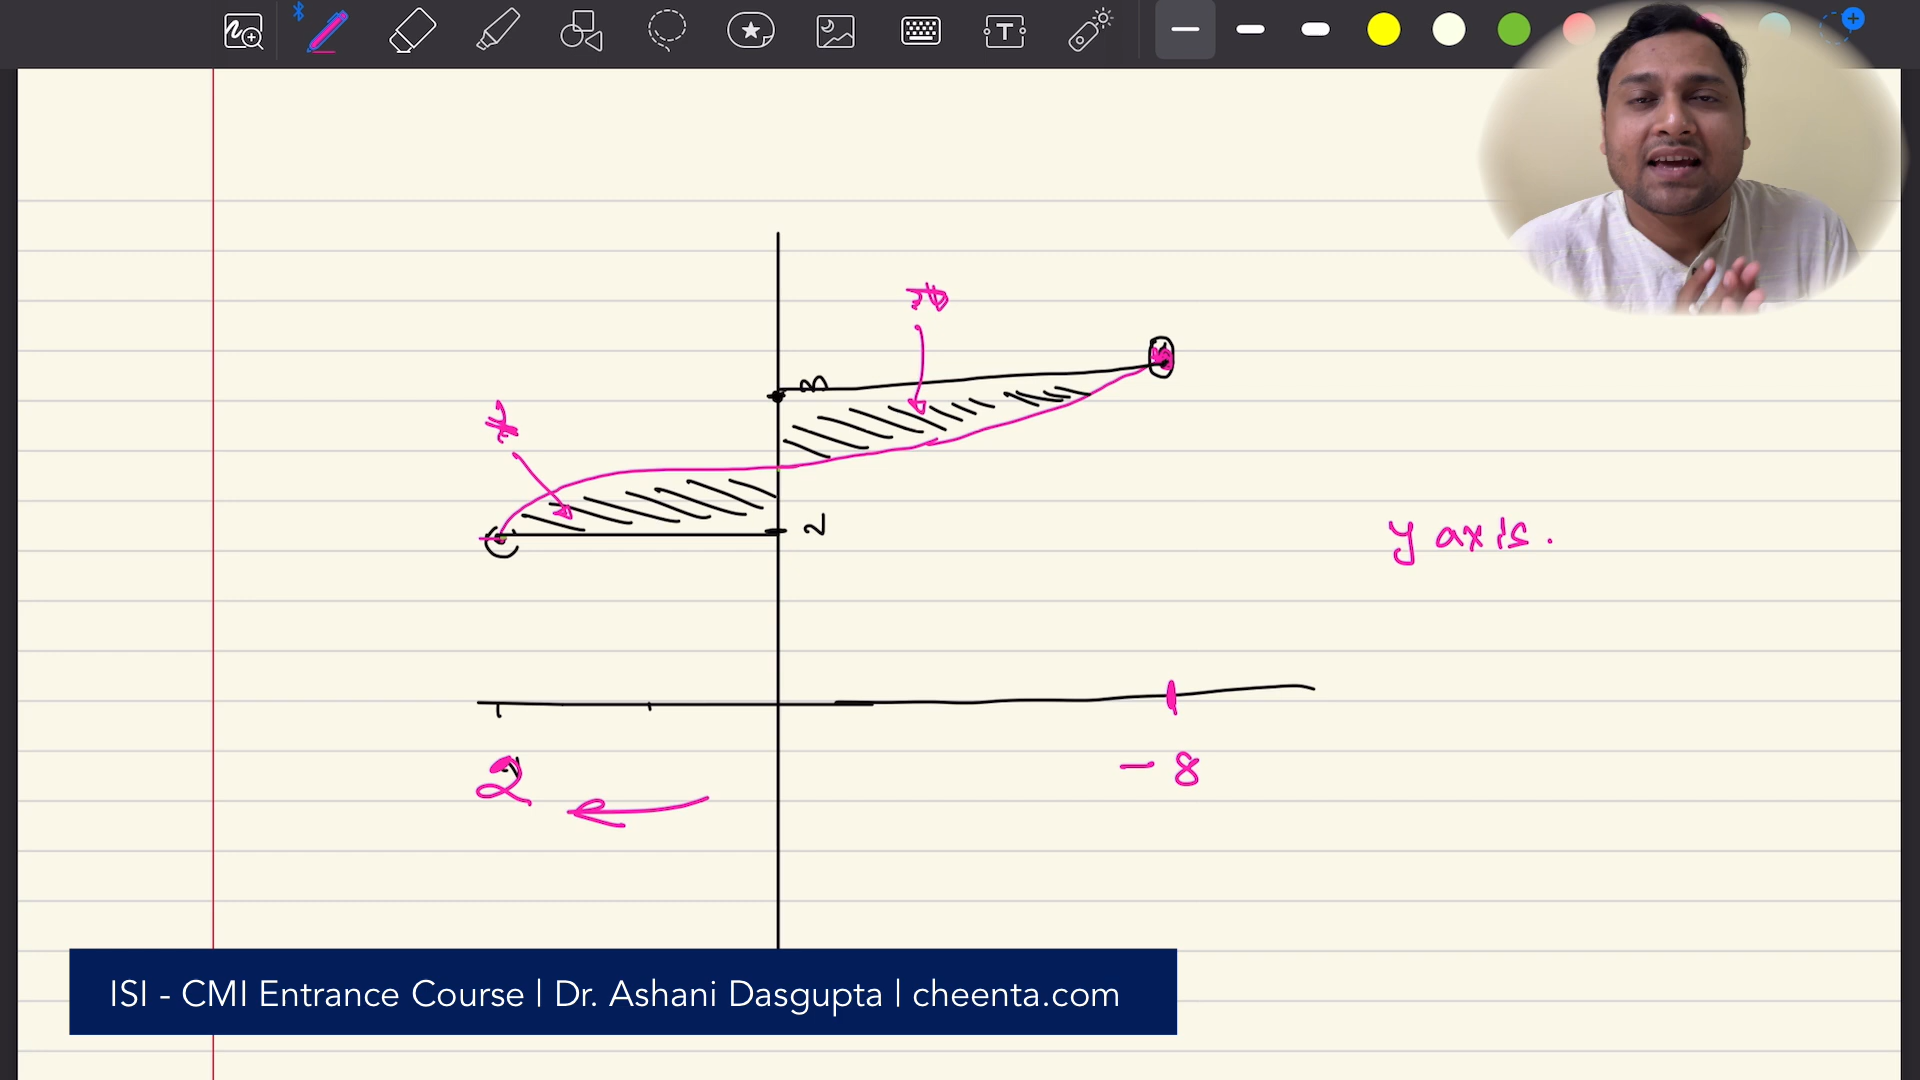 T
3
2
y axis.
2
- 8
ISI - CMI Entrance Course | Dr. Ashani Dasgupta | cheenta.com